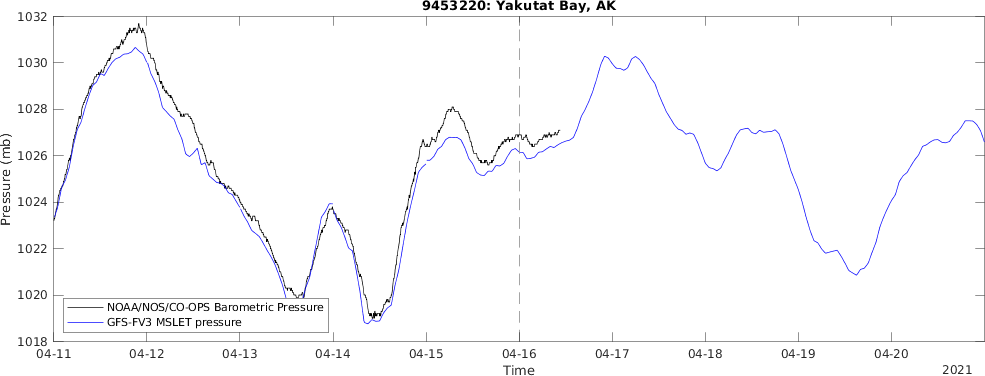 9453220: Yakutat Bay, AK
Pressure (mb)
1032
1030
1028
1026
1024
1022
1020
1018
NOAA/NOS/CO-OPS Barometric Pressure
GFS-FV3 MSLET pressure
04-11 04-12 04-13 04-14 04-15 04-16 04-17 04-18 04-19 04-20
Time
2021